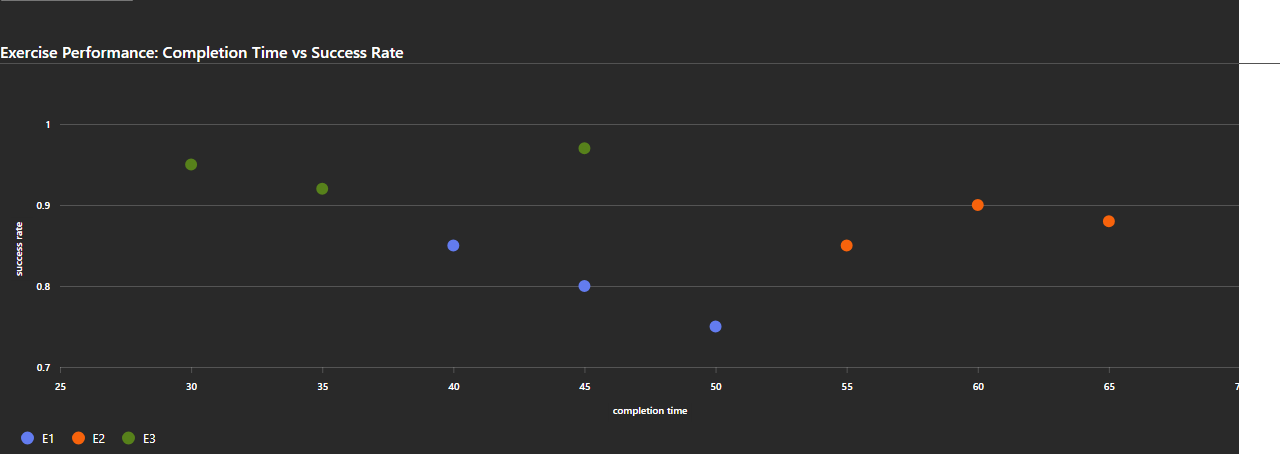 Exercise Performance: Completion Time vs Success Rate
1
0.9
0.8
0.7
success rate
25 30 35 40 45 50 55 60 65
completion time
E1 E2 E3